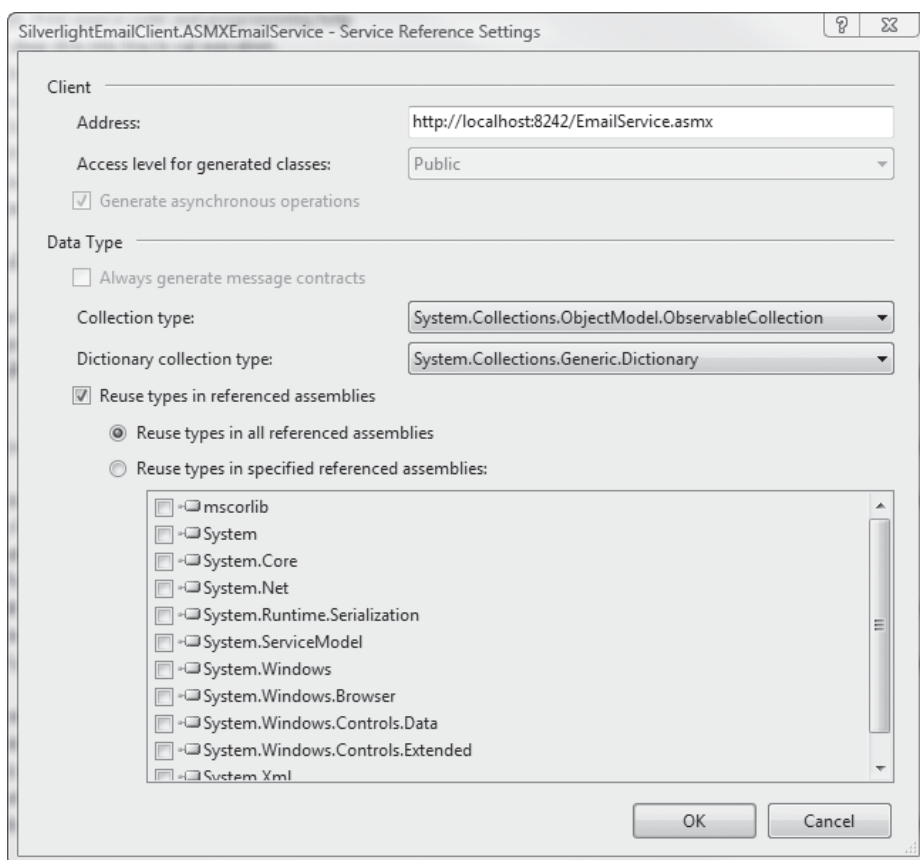 SilverlightEmailClient.ASMXEmailService - Service Reference Settings
Client
Address:
http://localhost:8242/EmailService.asmx
Access level for generated classes:
Public
Generate asynchronous operations
Data Type
Always generate message contracts
Collection type:
System.Collections.ObjectModel.ObservableCollection
Dictionary collection type:
System.Collections.Generic.Dictionary
Reuse types in referenced assemblies
Reuse types in all referenced assemblies
Reuse types in specified referenced assemblies:
mscorlib
System
System.Core
System.Net
System.Runtime.Serialization
System.ServiceModel
System.Windows
System.Windows.Browser
System.Windows.Controls.Data
System.Windows.Controls.Extended
System.Xml
OK
Cancel